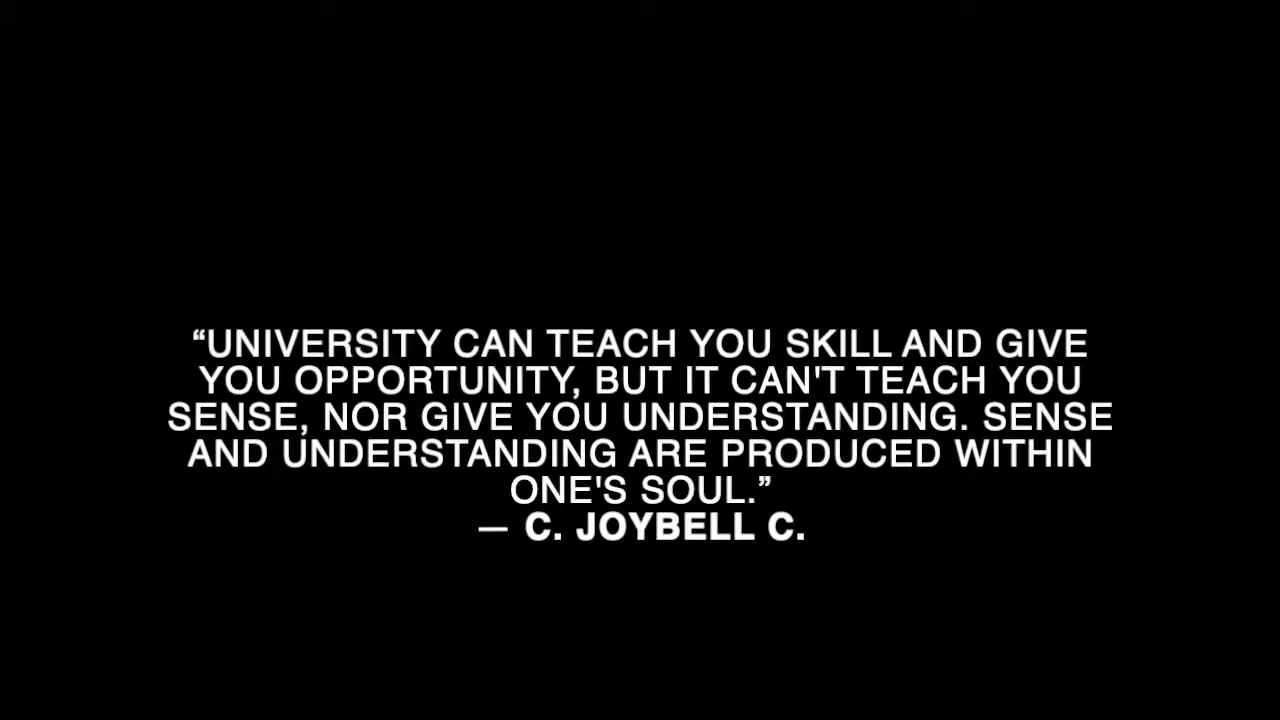 “UNIVERSITY CAN TEACH YOU SKILL AND GIVE
YOU OPPORTUNITY, BUT IT CAN'T TEACH YOU
SENSE, NOR GIVE YOU UNDERSTANDING. SENSE
AND UNDERSTANDING ARE PRODUCED WITHIN
ONE'S SOUL.”
— C. JOYBELL C.